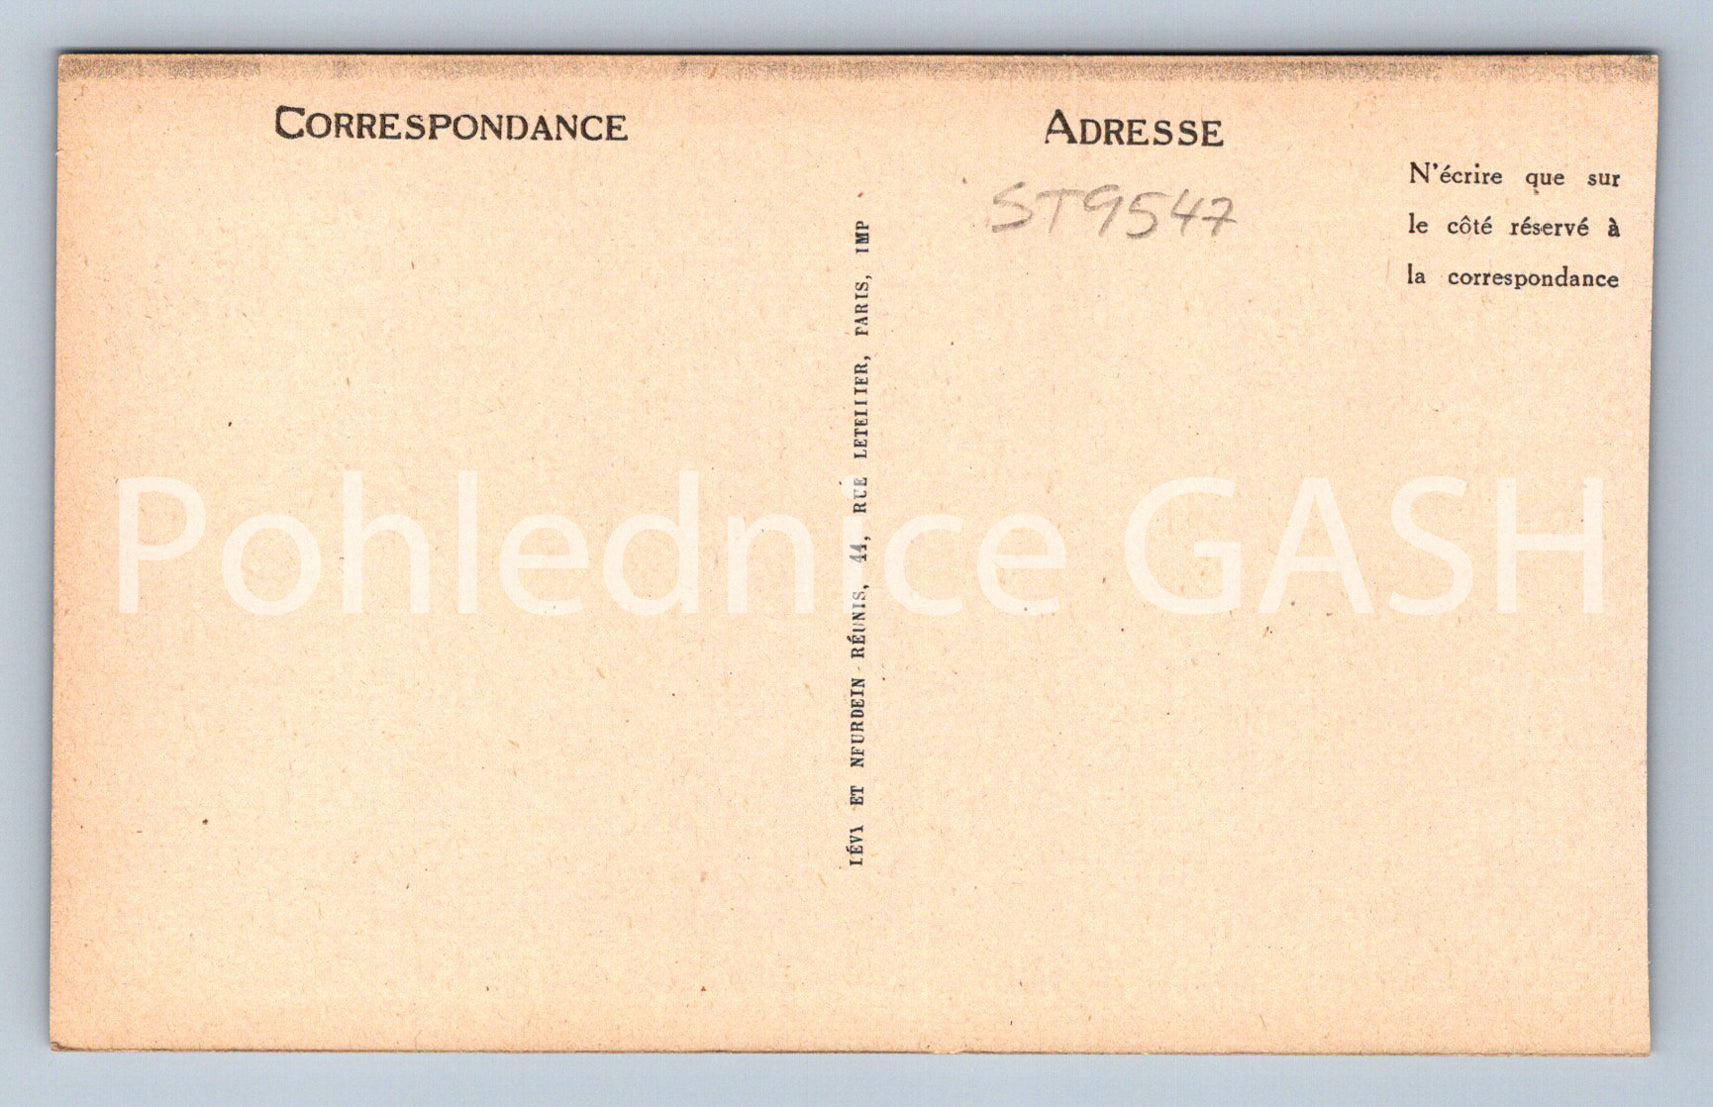 CORRESPONDANCE
ADRESSE
N'écrire que sur
le côté réservé à
la correspondance
ST9547
LÉVI ET NEURDEIN RÉUNIS, 44, RUE LETELLIER, PARIS, IMP
Pohlednice GASH